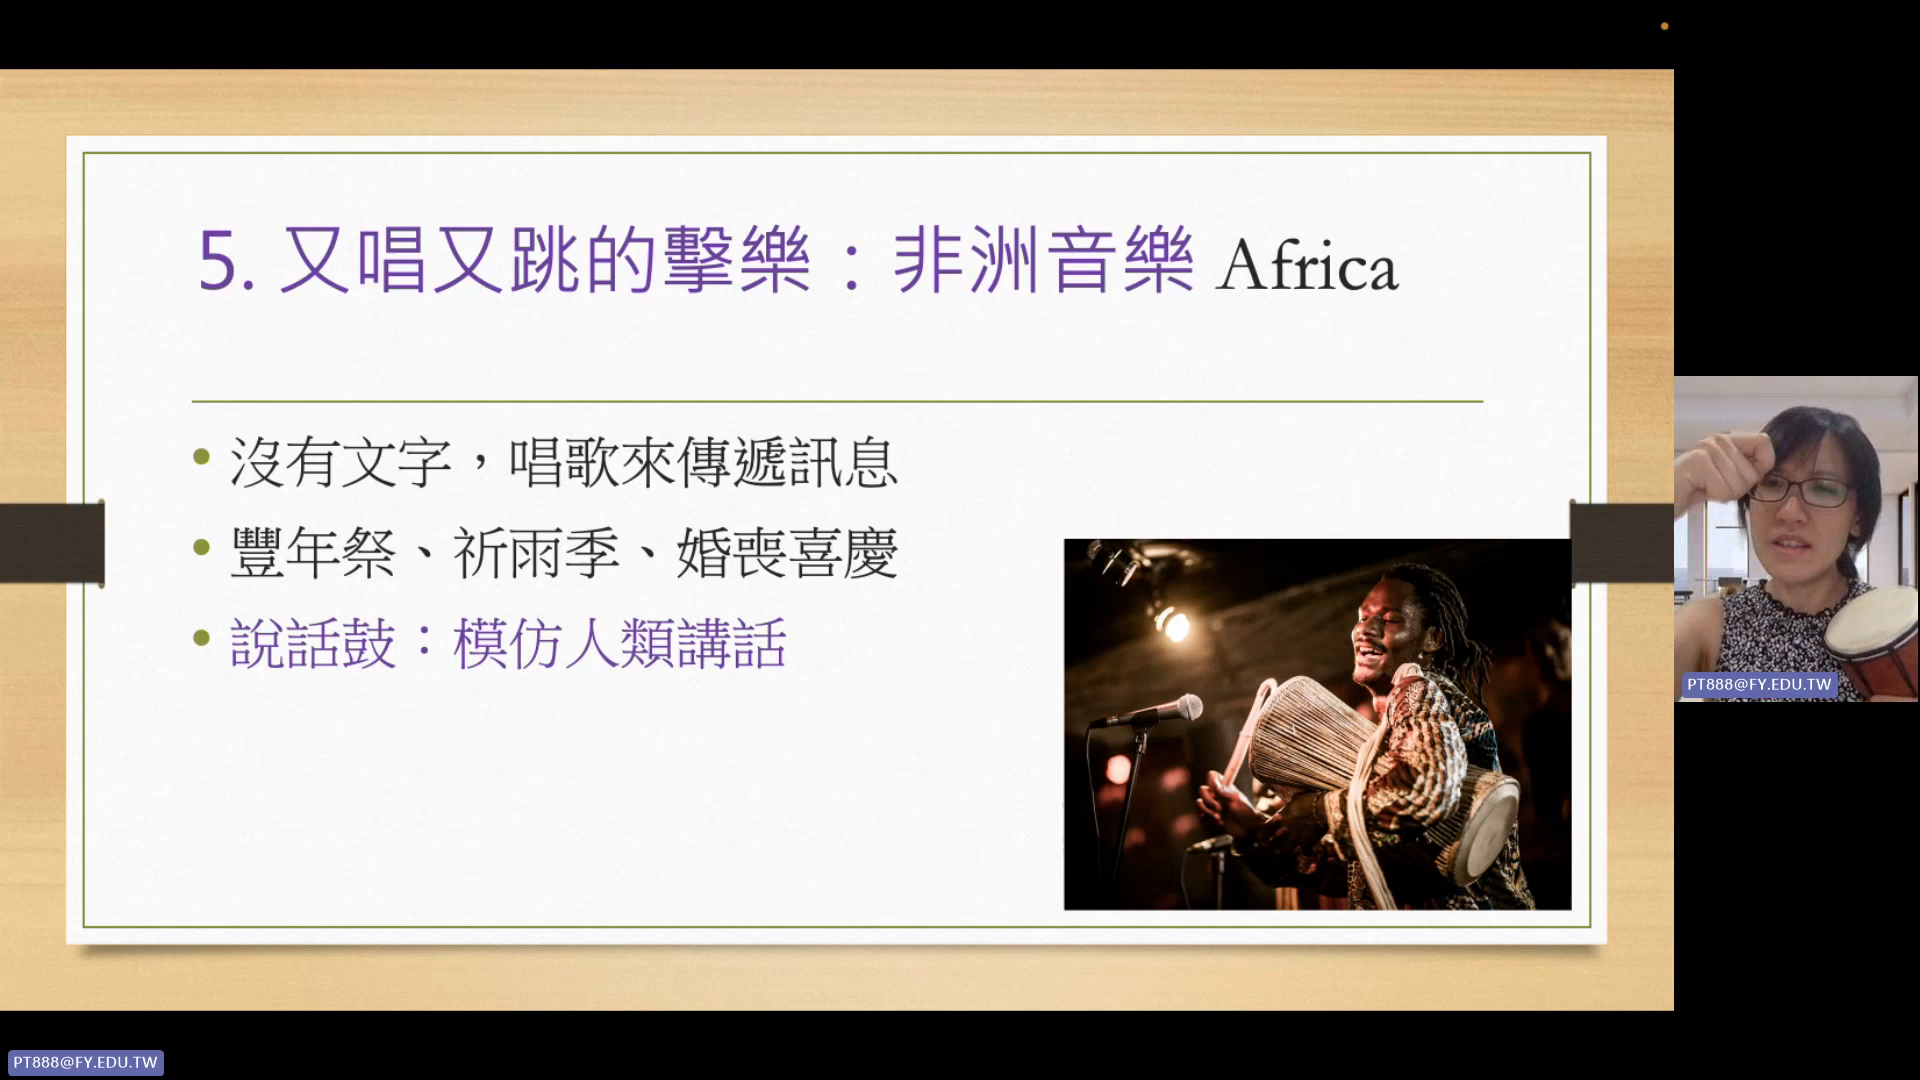 5. 又唱又跳的擊樂：非洲音樂 Africa
• 沒有文字，唱歌來傳遞訊息
• 豐年祭、祈雨季、婚喪喜慶
• 說話鼓：模仿人類講話
PT888@FY.EDU.TW
PT888@FY.EDU.TW